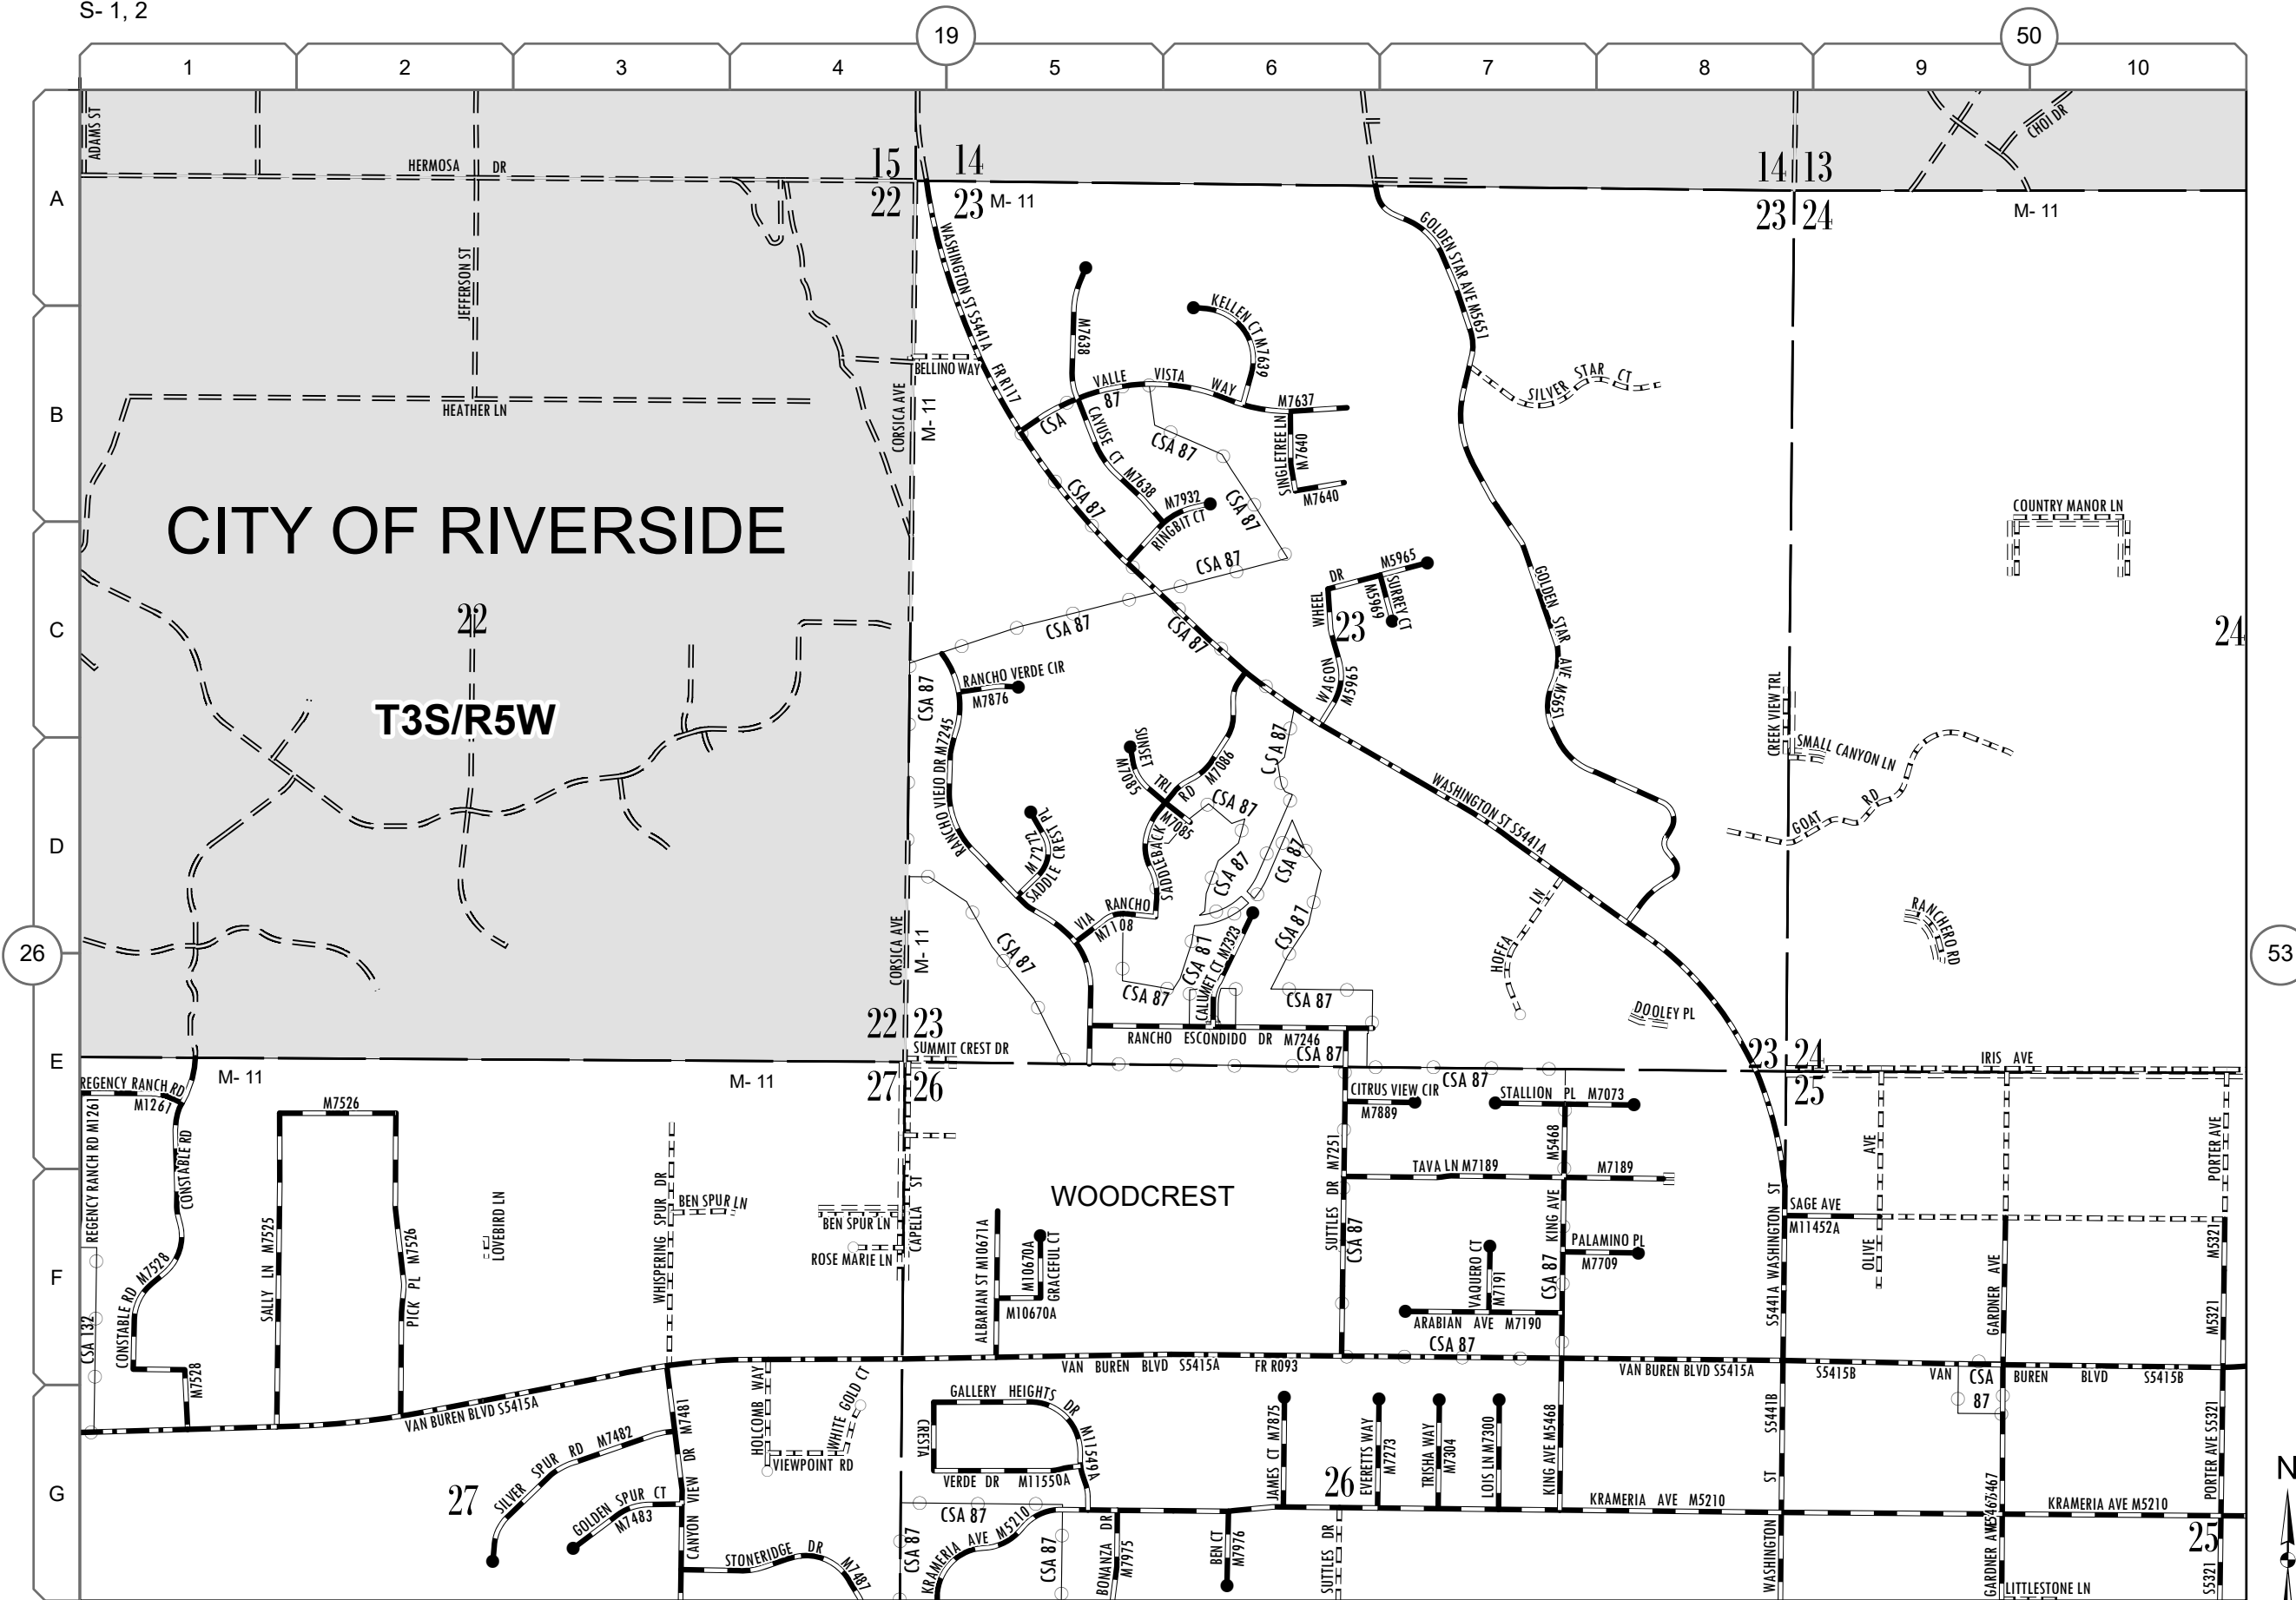 S- 1, 2
19
50
1 2 3 4 5 6 7 8 9 10
A
B
C
D
E
F
G
26
53
ADAMS ST
HERMOSA DR
JEFFERSON ST
HEATHER LN
CITY OF RIVERSIDE
22
T3S/R5W
15 14
22 23
M- 11
14 13
23 24
M- 11
CHOI DR
WASHINGTON ST S5441A FR R117
BELLINO WAY
CORSICA AVE
M- 11
M7638
KELLEN CT M7639
VALLE VISTA WAY
M7637
CSA 87
CAYUSE CT M7638
CSA 87
SINGLETREE LN
M7640
M7640
CSA 87
M7932
RINGBIT CT
CSA 87
CSA 87
GOLDEN STAR AVE M5651
SILVER STAR CT
COUNTRY MANOR LN
GOLDEN STAR AVE M5651
WHEEL DR M5965
M5969
SURREY CT
23
WAGON
M5965
24
CSA 87
CSA 87
RANCHO VERDE CIR
M7876
CSA 87
RANCHO VIEJO DR M7245
SUNSET TRL
M7085
M7085
RD M7086
SADDLEBACK
CSA 87
CSA 87
CSA 87
CSA 87
CSA 87
M7272
SADDLE CREST PL
VIA RANCHO
M7108
WASHINGTON ST S5441A
HOFFA LN
CREEK VIEW TRL
SMALL CANYON LN
GOAT RD
RANCHERO RD
DOOLEY PL
CORSICA AVE
M- 11
CSA 87
CSA 87
CSA 87
CALUMET CT M7323
CSA 87
22 23
27 26
SUMMIT CREST DR
RANCHO ESCONDIDO DR M7246
CSA 87
CSA 87
23 24
25
IRIS AVE
M- 11
M- 11
REGENCY RANCH RD
M1261
REGENCY RANCH RD M1261
CONSTABLE RD
M7526
CITRUS VIEW CIR
M7889
STALLION PL M7073
M5468
SUTTLES DR M7251
TAVA LN M7189
M7189
AVE
PORTER AVE
WOODCREST
SALLY LN M7525
PICK PL M7526
LOVEBIRD LN
WHISPERING SPUR DR
BEN SPUR LN
BEN SPUR LN
ROSE MARIE LN
CAPELLA ST
ALBARIAN ST M10671A
M10670A
GRACEFUL CT
M10670A
CSA 87
KING AVE
CSA 87
PALAMINO PL
M7709
VAQUERO CT
M7191
ARABIAN AVE M7190
CSA 87
S5441A WASHINGTON ST
SAGE AVE
M11452A
OLIVE
GARDNER AVE
M5321
M5321
CSA 132
CONSTABLE RD
M7528
M7528
VAN BUREN BLVD S5415A
VAN BUREN BLVD S5415A FR R093
VAN BUREN BLVD S5415A
S5415B VAN BUREN BLVD S5415B
CSA 87
SILVER SPUR RD M7482
27
GOLDEN SPUR CT
M7483
CANYON VIEW DR M7481
STONERIDGE DR M7487
HOLCOMB WAY
WHITE GOLD CT
VIEWPOINT RD
GALLERY HEIGHTS DR
M11549A
CRESTA
VERDE DR M11550A
CSA 87
CSA 87
KRAMERIA AVE M5210
CSA 87
BONANZA DR
M7975
JAMES CT M7875
BEN CT
M7976
26
SUTTLES DR
EVERETTS WAY
M7273
TRISHA WAY
M7304
LOIS LN M7300
KING AVE M5468
KRAMERIA AVE M5210
S5441B
WASHINGTON ST
GARDNER AVE
KRAMERIA AVE M5210
PORTER AVE S5321
25
S5321
LITTLESTONE LN
N